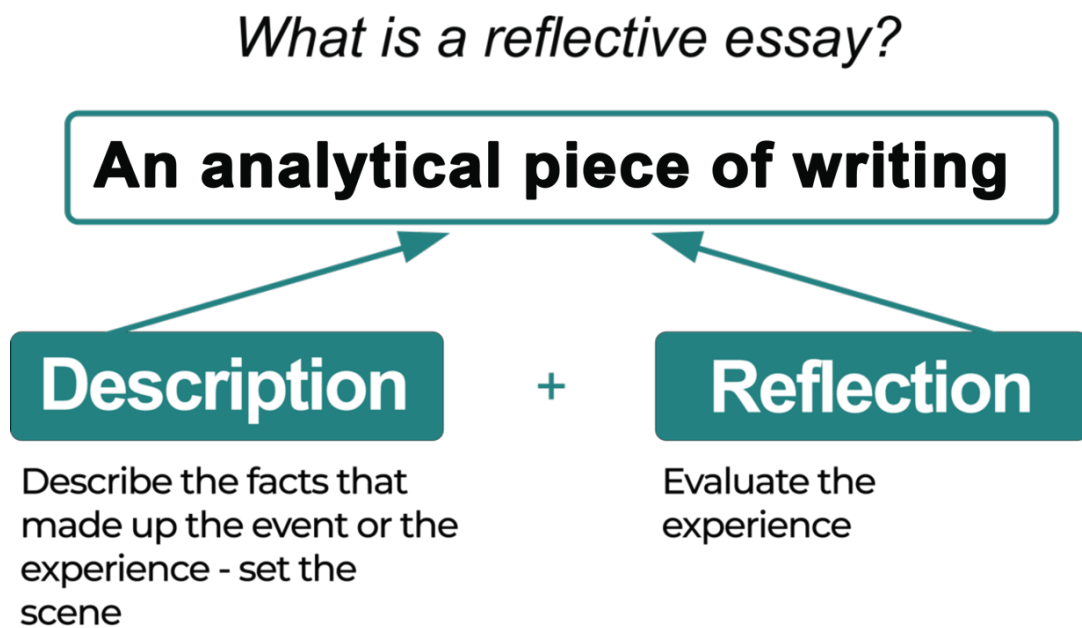 What is a reflective essay?
An analytical piece of writing
Description + Reflection
Describe the facts that
made up the event or the
experience - set the
scene
Evaluate the
experience